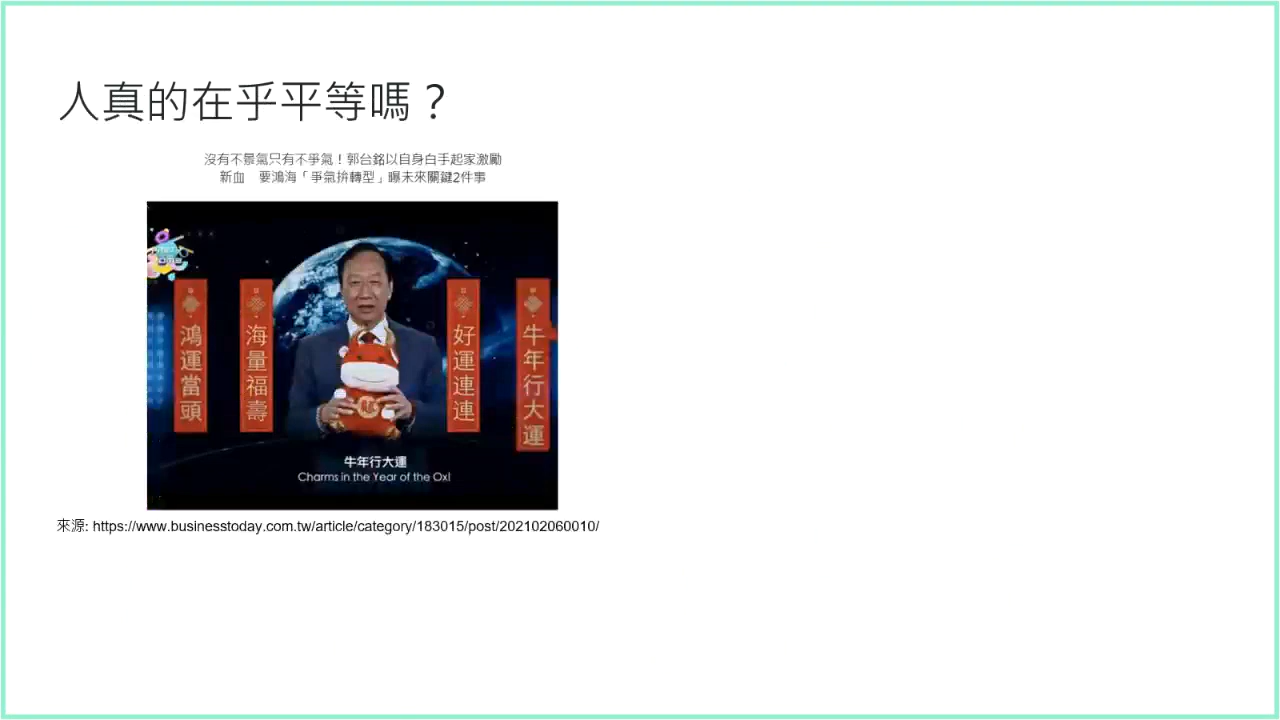 人真的在乎平等嗎？
沒有不景氣只有不爭氣！郭台銘以自身白手起家激勵
新血　要鴻海「爭氣拚轉型」曝未來關鍵2件事
鴻運當頭
海量福壽
好運連連
牛年行大運
牛年行大運
Charms in the Year of the Ox!
來源: https://www.businesstoday.com.tw/article/category/183015/post/202102060010/